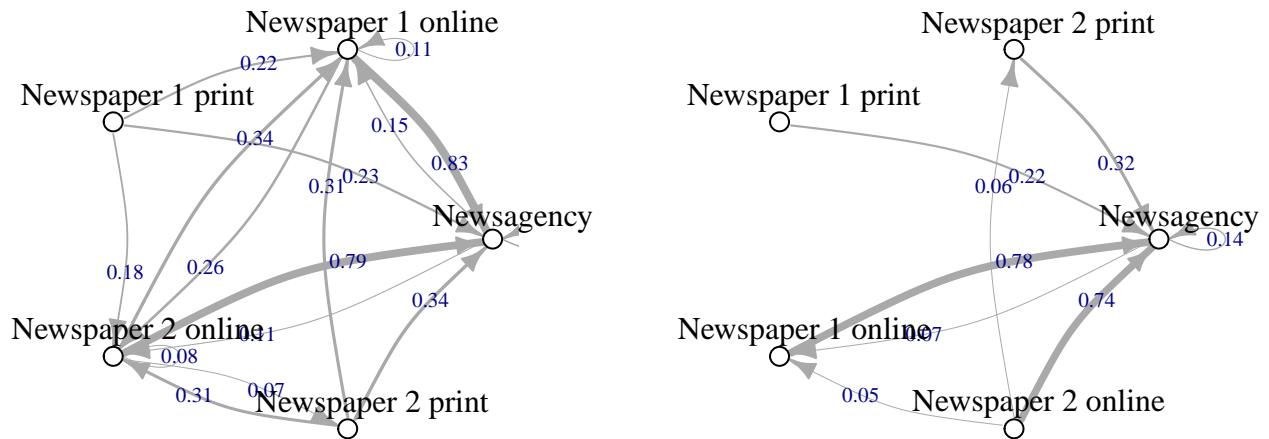 Newspaper 1 online
0.11
0.22
Newspaper 1 print
0.34
0.15
0.83
0.31
0.23
Newsagency
0.18
0.26
0.79
0.34
Newspaper 2 online
0.11
0.08
0.31
0.07
Newspaper 2 print
Newspaper 2 print
Newspaper 1 print
0.32
0.06
0.22
Newsagency
0.14
0.78
0.74
Newspaper 1 online
0.07
0.05
Newspaper 2 online